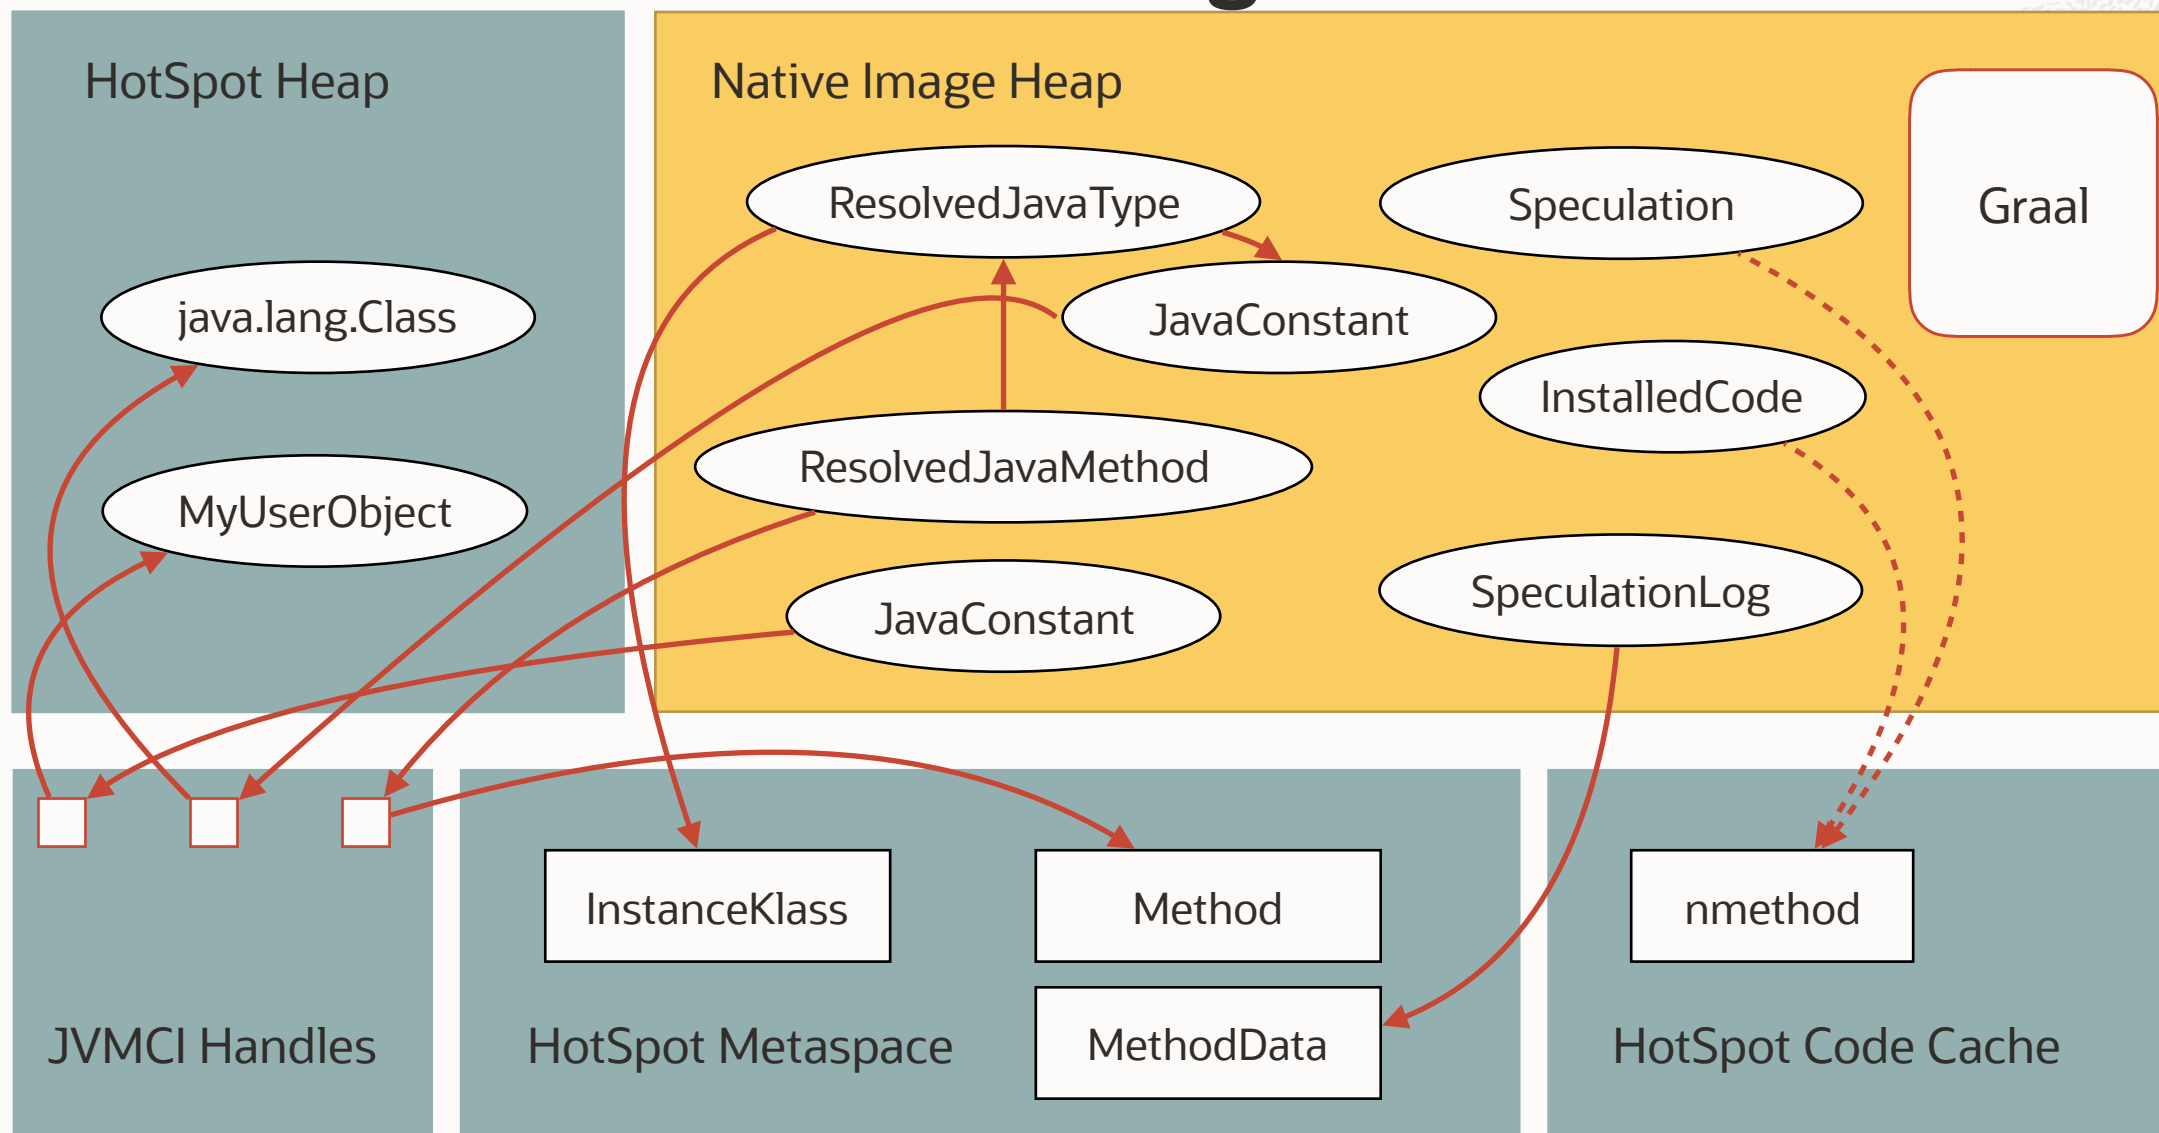 HotSpot Heap
Native Image Heap
ResolvedJavaType
Speculation
Graal
java.lang.Class
JavaConstant
InstalledCode
ResolvedJavaMethod
MyUserObject
SpeculationLog
JavaConstant
InstanceKlass
Method
nmethod
JVMCI Handles
HotSpot Metaspace
MethodData
HotSpot Code Cache